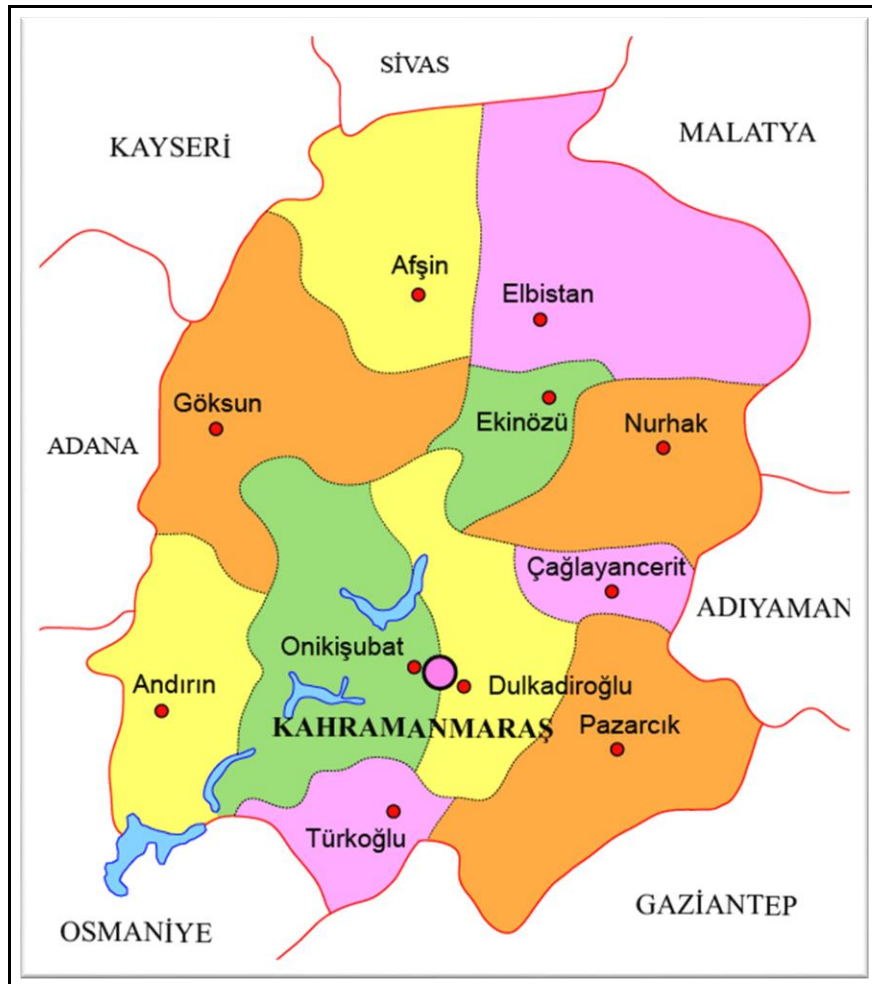 SİVAS
KAYSERİ
MALATYA
Afşin
Elbistan
Göksun
Ekinözü
Nurhak
ADANA
Çağlayancerit
ADIYAMAN
Onikişubat
Andırın
Dulkadiroğlu
KAHRAMANMARAŞ
Pazarcık
Türkoğlu
GAZİANTEP
OSMANİYE